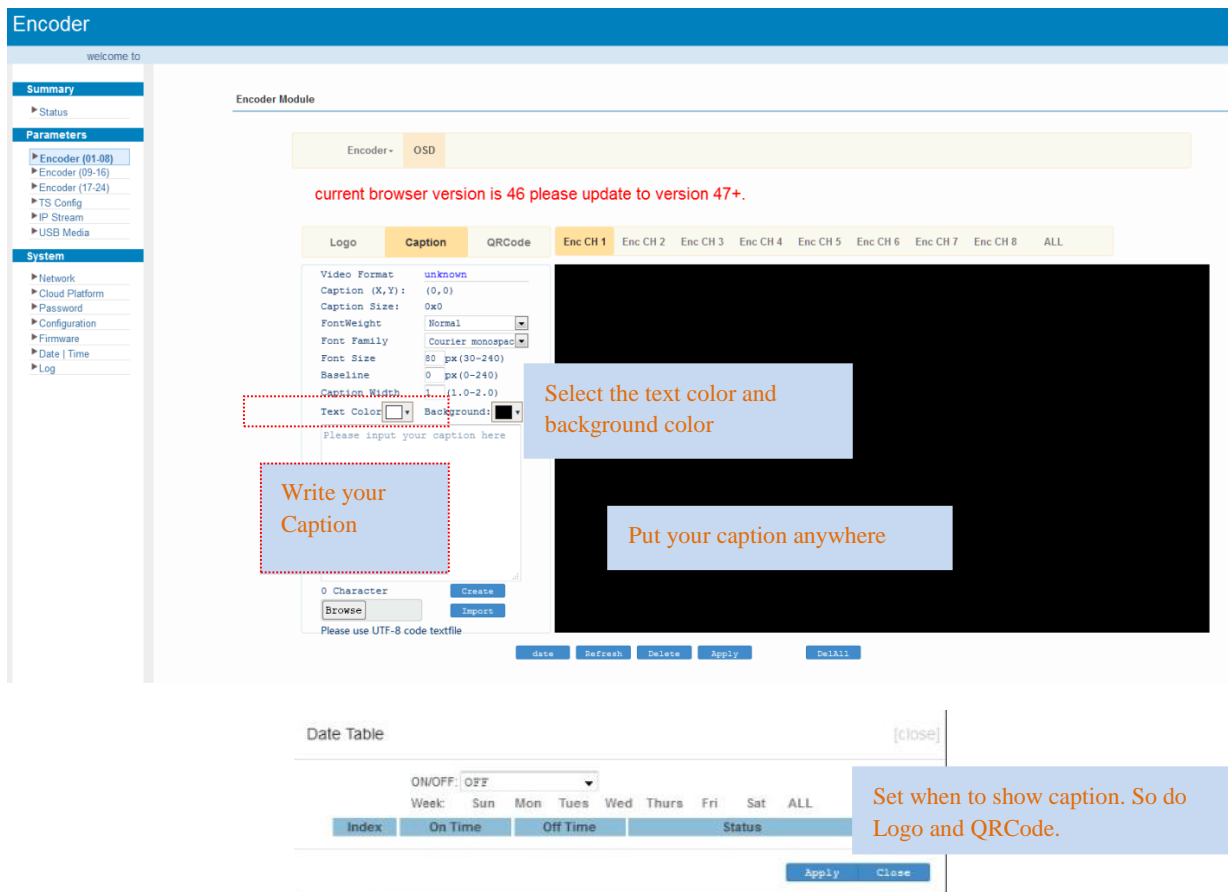 Encoder
welcome to
Summary
Status
Parameters
Encoder (01-08)
Encoder (09-16)
Encoder (17-24)
TS Config
IP Stream
USB Media
System
Network
Cloud Platform
Password
Configuration
Firmware
Date | Time
Log
Encoder Module
Encoder OSD
current browser version is 46 please update to version 47+.
Logo Caption QRCode Enc CH 1 Enc CH 2 Enc CH 3 Enc CH 4 Enc CH 5 Enc CH 6 Enc CH 7 Enc CH 8 ALL
Video Format unknown
Caption (X,Y): (0,0)
Caption Size: 0x0
FontWeight Normal
Font Family Courier monospac
Font Size 80 px(30-240)
Baseline 0 px(0-240)
Caption Width 1 (1.0-2.0)
Text Color Background:
Please input your caption here
Select the text color and
background color
Write your
Caption
Put your caption anywhere
0 Character Create
Browse Import
Please use UTF-8 code textfile
date Refresh Delete Apply DelAll
Date Table [close]
ON/OFF: OFF
Week: Sun Mon Tues Wed Thurs Fri Sat ALL
Index On Time Off Time Status
Set when to show caption. So do
Logo and QRCode.
Apply Close